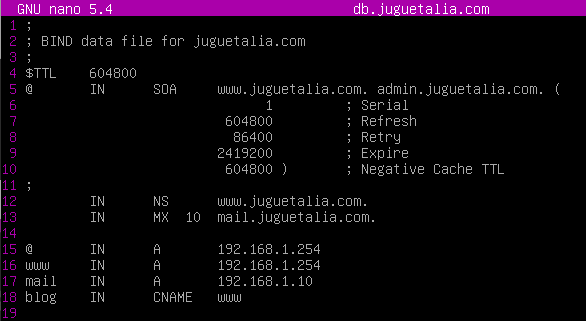 GNU nano 5.4 db.juguetalia.com
1 ;
2 ; BIND data file for juguetalia.com
3 ;
4 $TTL 604800
5 @ IN SOA www.juguetalia.com. admin.juguetalia.com. (
6 1 ; Serial
7 604800 ; Refresh
8 86400 ; Retry
9 2419200 ; Expire
10 604800 ) ; Negative Cache TTL
11 ;
12 IN NS www.juguetalia.com.
13 IN MX 10 mail.juguetalia.com.
14
15 @ IN A 192.168.1.254
16 www IN A 192.168.1.254
17 mail IN A 192.168.1.10
18 blog IN CNAME www
19